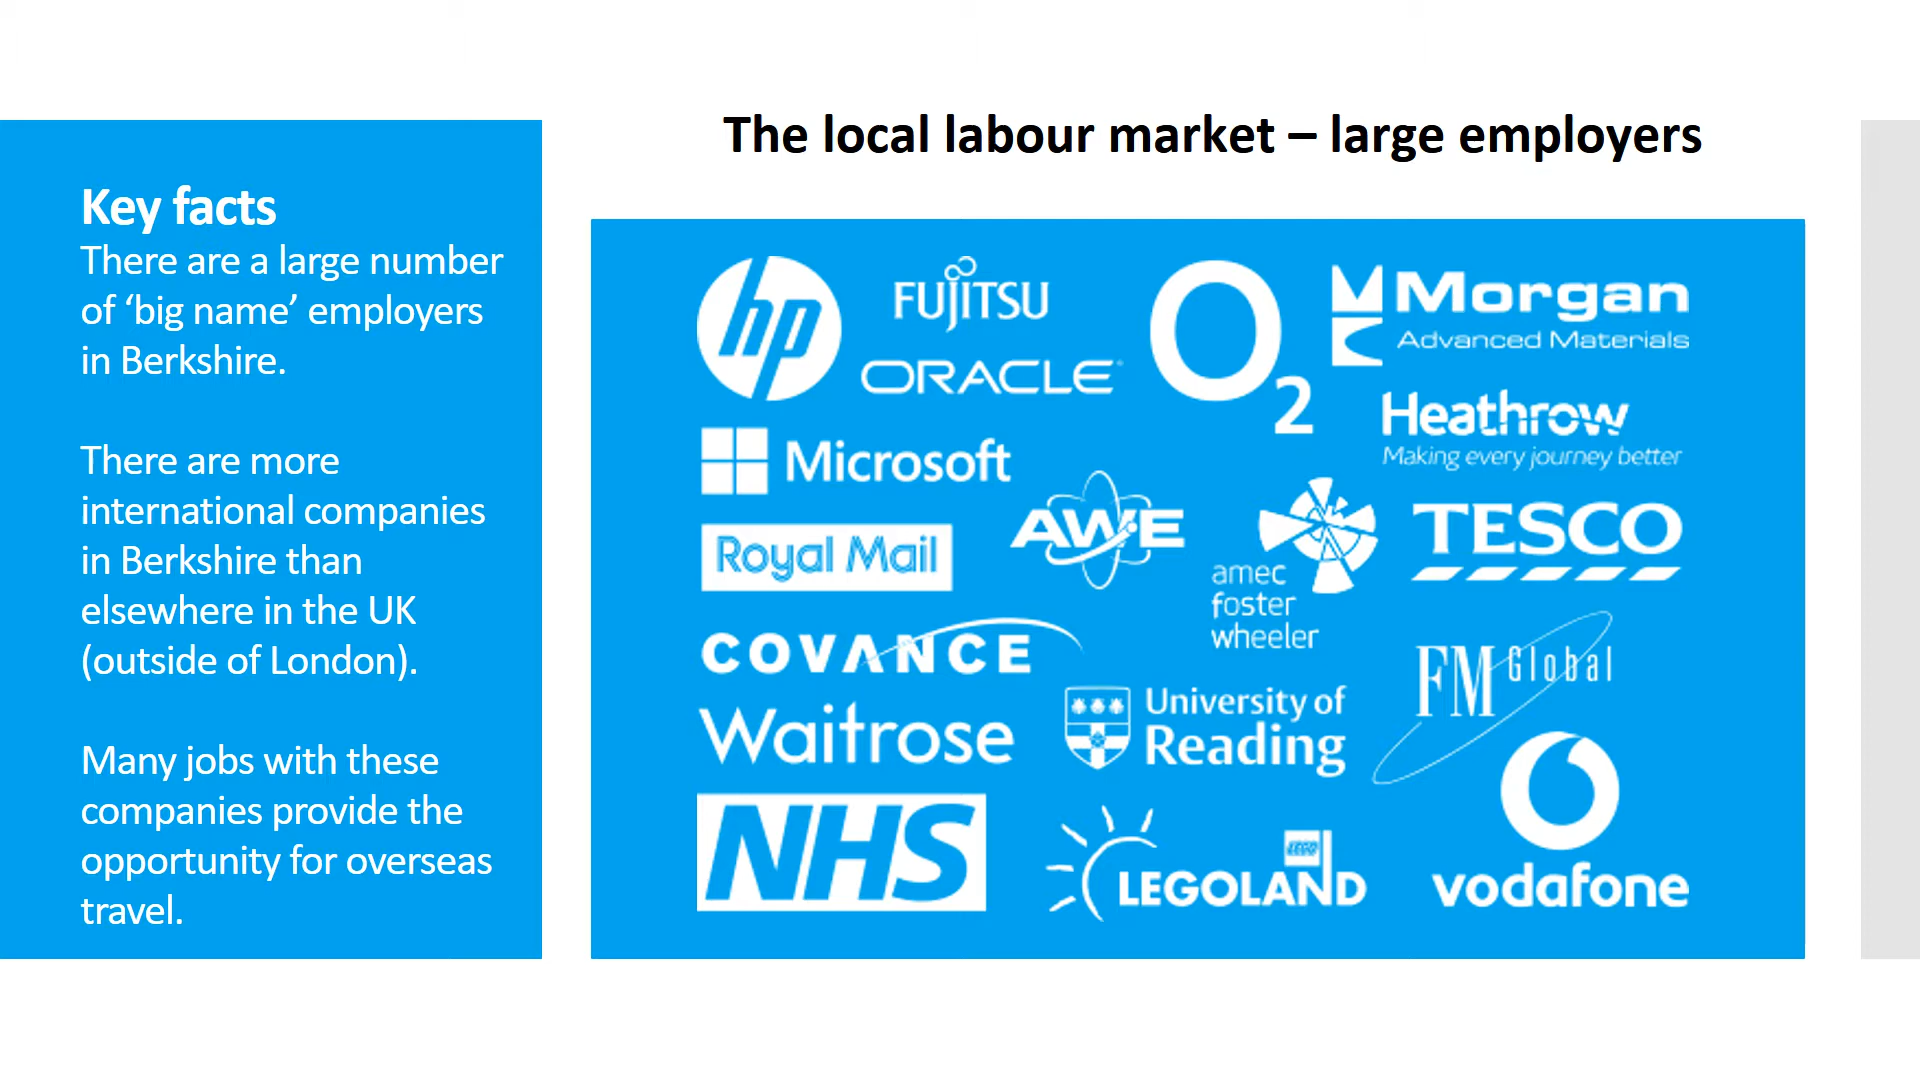 The local labour market – large employers
Key facts
There are a large number
of ‘big name’ employers
in Berkshire.
There are more
international companies
in Berkshire than
elsewhere in the UK
(outside of London).
Many jobs with these
companies provide the
opportunity for overseas
travel.
hp
FUJITSU
ORACLE
O2
Morgan
Advanced Materials
Heathrow
Making every journey better
Microsoft
AWE
amec
foster
wheeler
TESCO
Royal Mail
COVANCE
FM Global
Waitrose
University of
Reading
NHS
LEGO
LEGOLAND
vodafone